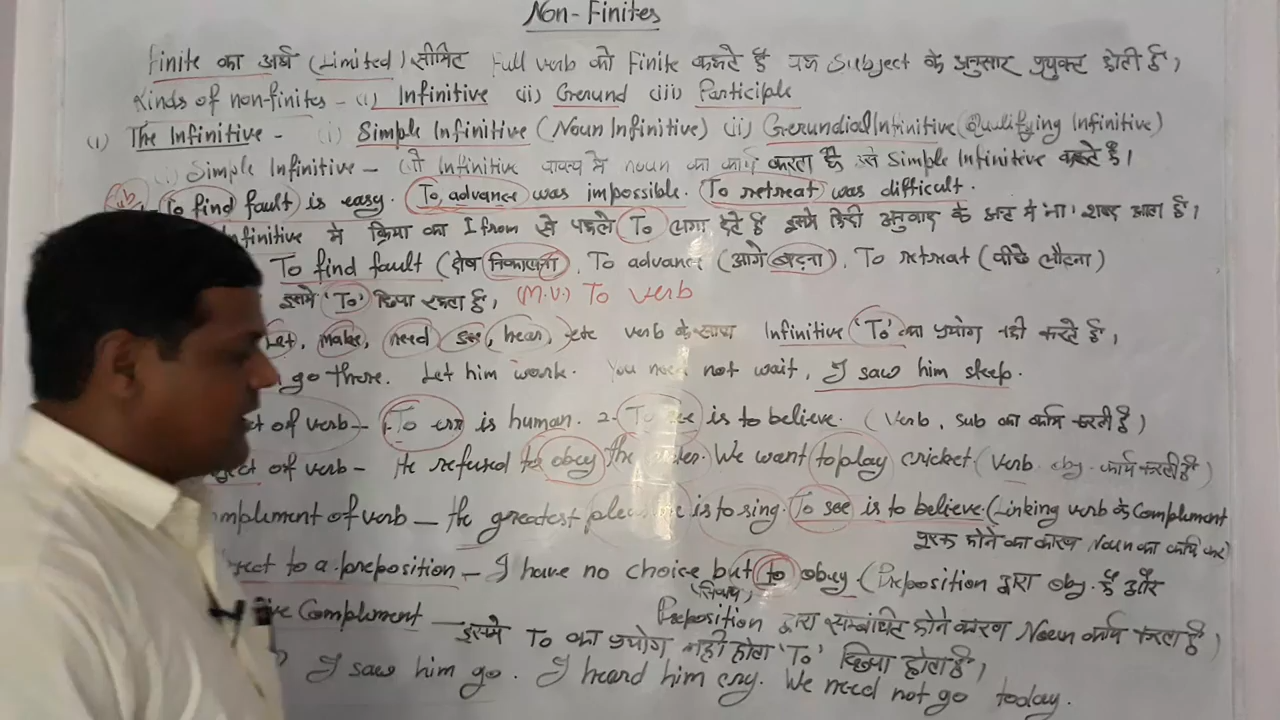 Non-Finites
Finite का अर्थ (Limited) सीमित Full verb को Finite कहते हैं यह Subject के अनुसार प्रयुक्त होती है,
Kinds of non-finites - (i) Infinitive (ii) Gerund (iii) Participle
(1) The Infinitive - (i) Simple Infinitive (Noun Infinitive) (ii) Gerundial Infinitive (Qulifying Infinitive)
(i) Simple Infinitive - जो Infinitive वाक्य में noun का कार्य करता है उसे Simple Infinitive कहते हैं।
To find fault is easy. To advance was impossible. To retreat was difficult.
Infinitive में क्रिया का I from से पहले To लगा देते हैं इसमें हिन्दी अनुवाद के अन्त में ना शब्द आता है।
To find fault (दोष निकालना), To advance (आगे बढ़ना), To retreat (पीछे लौटना)
इसमें 'To' छिपा रहता है, (M.V.) To verb
Let, make, need see, hear, etc verb के साथ Infinitive 'To' का प्रयोग नहीं करते हैं,
go there. Let him work. You need not wait, I saw him sleep.
of verb - 1. To err is human. 2. To see is to believe. (Verb, sub का कार्य करती है)
of verb - He refused to obey the We want to play cricket (Verb obj. कार्य करती है)
of verb - the greatest is to sing. To see is to believe (Linking verb के Complement
पूरक होने का कारण Noun का कार्य करे)
to a preposition - I have no choice but to obey (Preposition द्वारा obj. है और
(सिवाय) Preposition द्वारा सम्बंधित होने कारण Noun कार्य करता है)
Compliment - इसमें To का प्रयोग नहीं होता 'To' छिपा होता है,
I saw him go. I heard him cry. We need not go today.